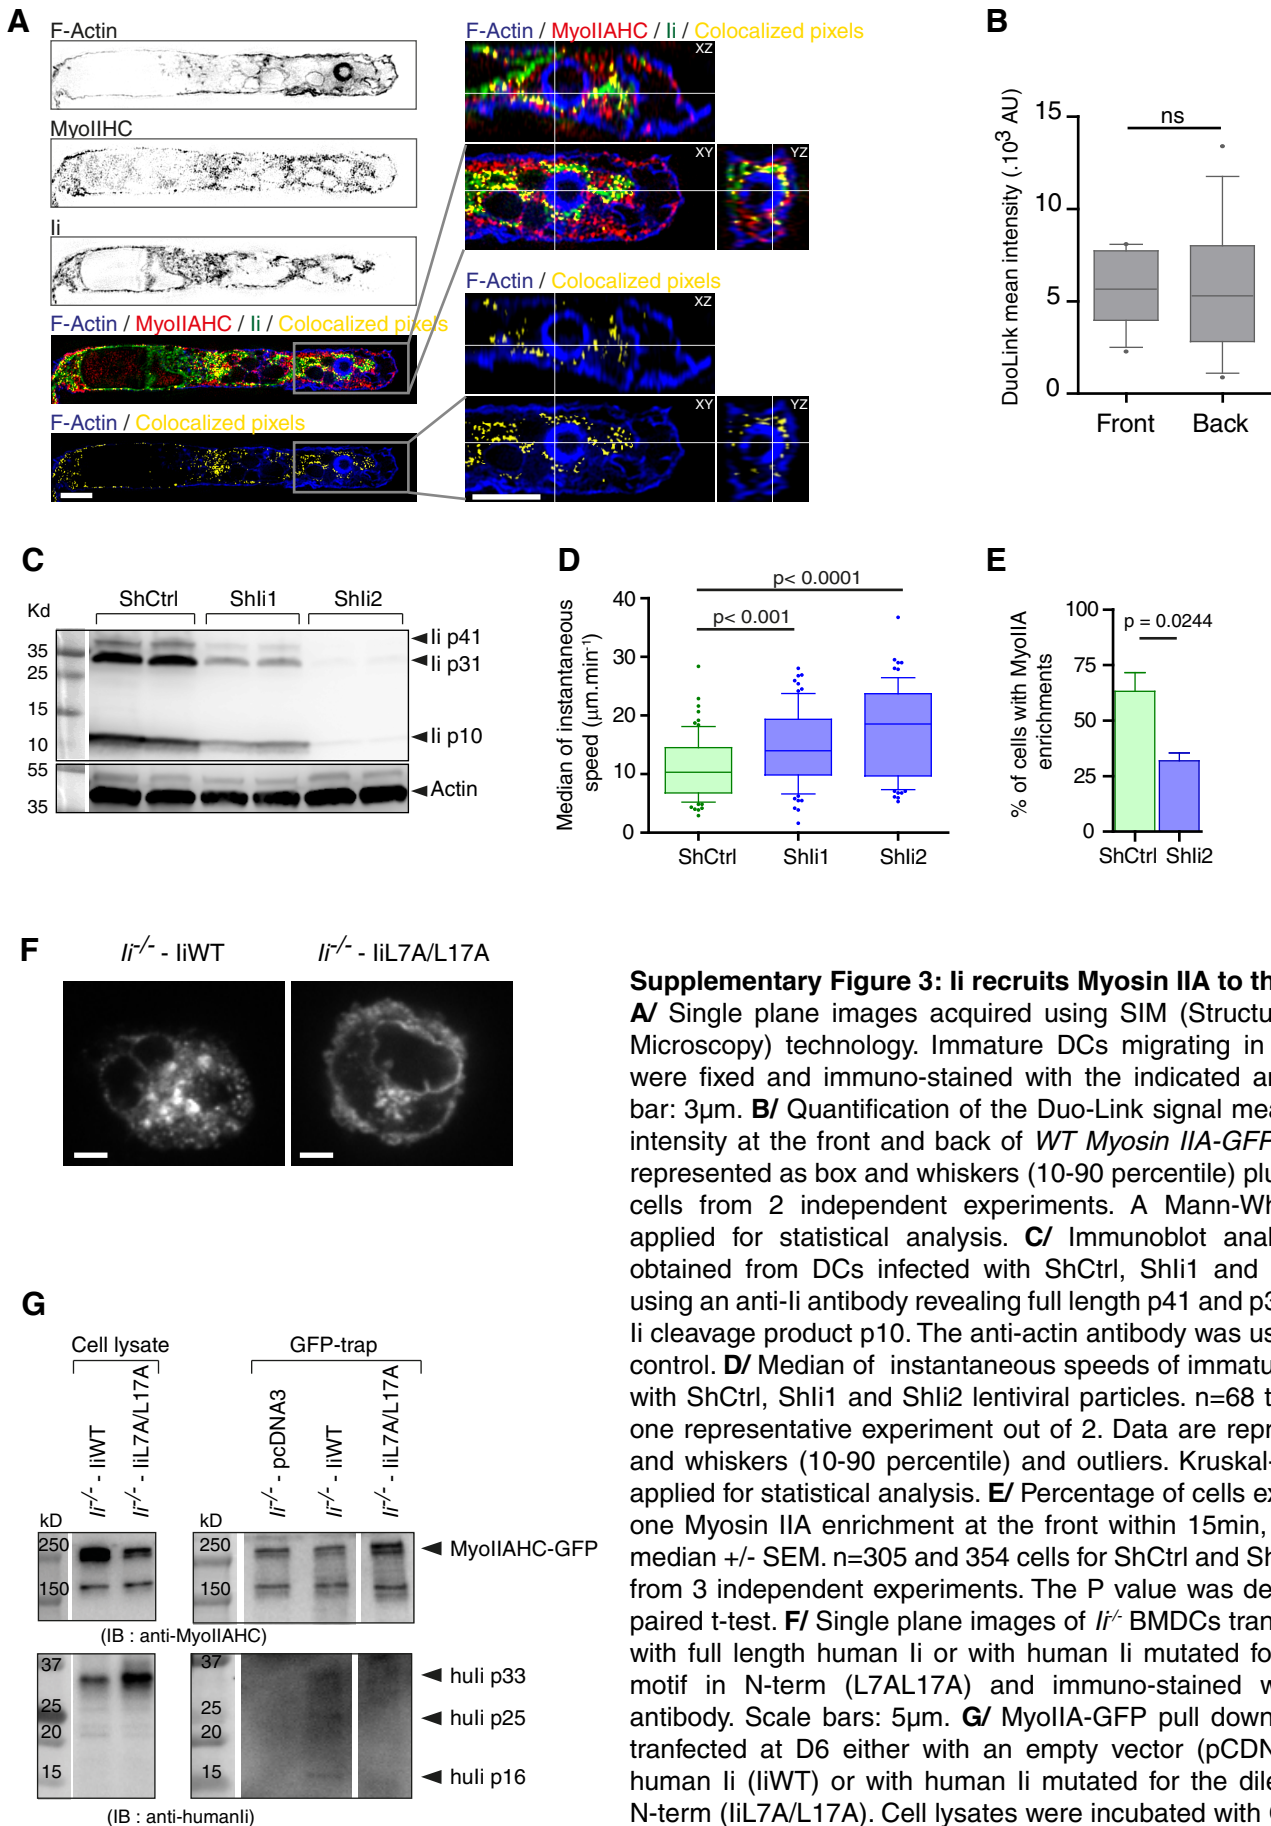 A
F-Actin
MyoIIHC
Ii
F-Actin / MyoIIAHC / Ii / Colocalized pixels
F-Actin / Colocalized pixels
F-Actin / MyoIIAHC / Ii / Colocalized pixels
XZ
XY
YZ
F-Actin / Colocalized pixels
XZ
XY
YZ
B
DuoLink mean intensity (.10³ AU)
15
10
5
0
ns
Front Back
C
Kd
ShCtrl ShIi1 ShIi2
35
25
15
10
55
35
Ii p41
Ii p31
Ii p10
Actin
D
Median of instantaneous
speed (µm.min⁻¹)
40
30
20
10
0
p< 0.0001
p< 0.001
ShCtrl ShIi1 ShIi2
E
% of cells with MyoIIA
enrichments
100
75
50
25
0
p = 0.0244
ShCtrl ShIi2
F
Ii-/- - IiWT
Ii-/- - IiL7A/L17A
G
Cell lysate
GFP-trap
Ii-/- - IiWT
Ii-/- - IiL7A/L17A
Ii-/- - pcDNA3
Ii-/- - IiWT
Ii-/- - IiL7A/L17A
kD
250
150
kD
250
150
MyoIIAHC-GFP
(IB : anti-MyoIIAHC)
37
25
20
15
37
25
20
15
huIi p33
huIi p25
huIi p16
(IB : anti-humanIi)
Supplementary Figure 3: Ii recruits Myosin IIA to th
A/ Single plane images acquired using SIM (Structu
Microscopy) technology. Immature DCs migrating in
were fixed and immuno-stained with the indicated a
bar: 3µm. B/ Quantification of the Duo-Link signal mea
intensity at the front and back of WT Myosin IIA-GFP
represented as box and whiskers (10-90 percentile) plu
cells from 2 independent experiments. A Mann-Wh
applied for statistical analysis. C/ Immunoblot anal
obtained from DCs infected with ShCtrl, ShIi1 and
using an anti-Ii antibody revealing full length p41 and p3
Ii cleavage product p10. The anti-actin antibody was us
control. D/ Median of instantaneous speeds of immatu
with ShCtrl, ShIi1 and ShIi2 lentiviral particles. n=68 t
one representative experiment out of 2. Data are repr
and whiskers (10-90 percentile) and outliers. Kruskal-
applied for statistical analysis. E/ Percentage of cells ex
one Myosin IIA enrichment at the front within 15min,
median +/- SEM. n=305 and 354 cells for ShCtrl and Sh
from 3 independent experiments. The P value was de
paired t-test. F/ Single plane images of Ii-/- BMDCs tran
with full length human Ii or with human Ii mutated fo
motif in N-term (L7AL17A) and immuno-stained w
antibody. Scale bars: 5µm. G/ MyoIIA-GFP pull down
tranfected at D6 either with an empty vector (pCDN
human Ii (IiWT) or with human Ii mutated for the dile
N-term (IiL7A/L17A). Cell lysates were incubated with